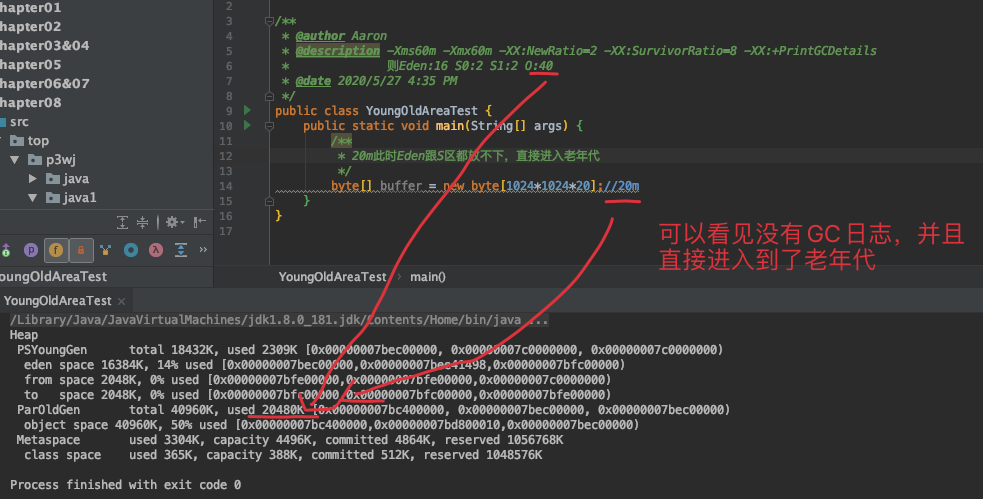 hapter01
hapter02
hapter03&04
hapter05
hapter06&07
hapter08
src
top
p3wj
java
java1
oungOldAreaTest
2
3 /**
4 * @author Aaron
5 * @description -Xms60m -Xmx60m -XX:NewRatio=2 -XX:SurvivorRatio=8 -XX:+PrintGCDetails
6 * 则Eden:16 S0:2 S1:2 O:40
7 * @date 2020/5/27 4:35 PM
8 */
9 public class YoungOldAreaTest {
10 public static void main(String[] args) {
11 /**
12 * 20m此时Eden跟S区都放不下，直接进入老年代
13 */
14 byte[] buffer = new byte[1024*1024*20];//20m
15 }
16 }
17
可以看见没有GC日志，并且
直接进入到了老年代
YoungOldAreaTest › main()
YoungOldAreaTest ×
/Library/Java/JavaVirtualMachines/jdk1.8.0_181.jdk/Contents/Home/bin/java ...
Heap
PSYoungGen total 18432K, used 2309K [0x00000007bec00000, 0x00000007c0000000, 0x00000007c0000000)
eden space 16384K, 14% used [0x00000007bec00000,0x00000007bee41498,0x00000007bfc00000)
from space 2048K, 0% used [0x00000007bfe00000,0x00000007bfe00000,0x00000007c0000000)
to space 2048K, 0% used [0x00000007bfc00000,0x00000007bfc00000,0x00000007bfe00000)
ParOldGen total 40960K, used 20480K [0x00000007bc400000, 0x00000007bec00000, 0x00000007bec00000)
object space 40960K, 50% used [0x00000007bc400000,0x00000007bd800010,0x00000007bec00000)
Metaspace used 3304K, capacity 4496K, committed 4864K, reserved 1056768K
class space used 365K, capacity 388K, committed 512K, reserved 1048576K
Process finished with exit code 0